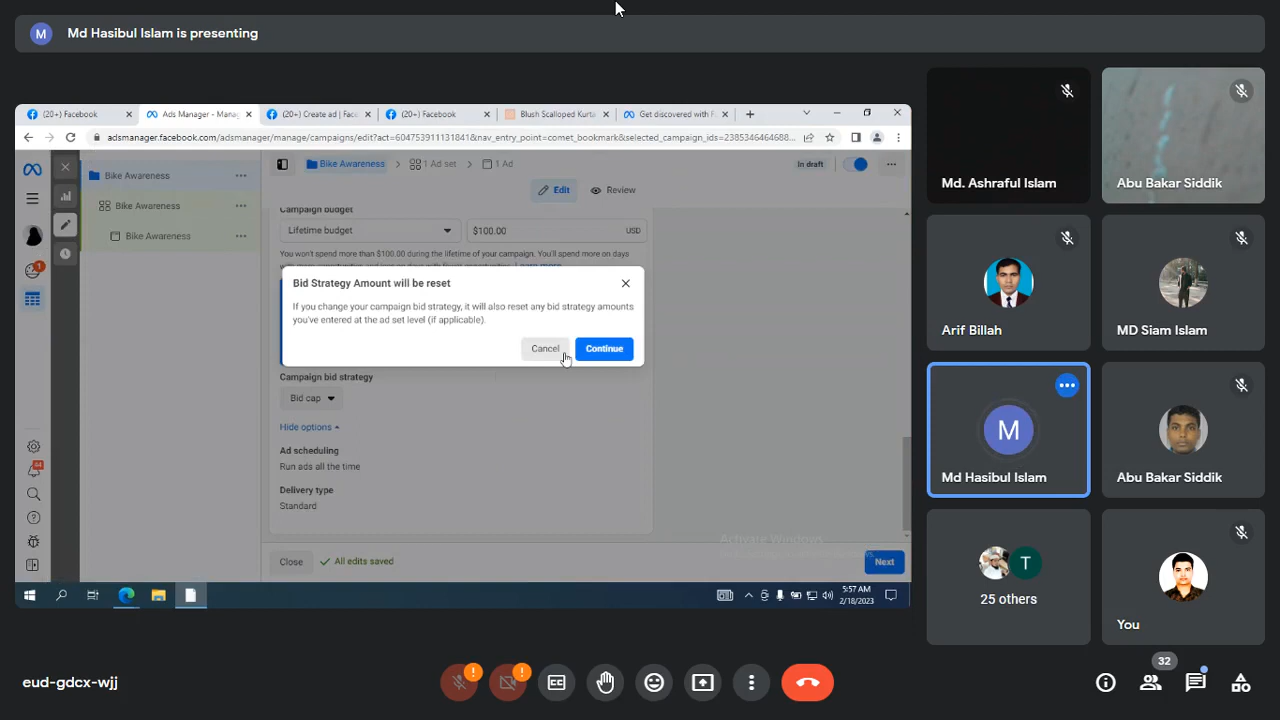 Md Hasibul Islam is presenting
M
(20+) Facebook
Ads Manager - Mana
(20+) Create ad | Face
(20+) Facebook
Blush Scalloped Kurta
Get discovered with F
adsmanager.facebook.com/adsmanager/manage/campaigns/edit?act=604753911131841&nav_entry_point=comet_bookmark&selected_campaign_ids=2385346464688...
Bike Awareness
Bike Awareness
Bike Awareness
Bike Awareness
1 Ad set
1 Ad
In draft
Edit
Review
Campaign budget
Lifetime budget
$100.00
USD
You won't spend more than $100.00 during the lifetime of your campaign. You'll spend more on days
Learn more
Bid Strategy Amount will be reset
If you change your campaign bid strategy, it will also reset any bid strategy amounts
you've entered at the ad set level (if applicable).
Cancel
Continue
Campaign bid strategy
Bid cap
Hide options
Ad scheduling
Run ads all the time
Delivery type
Standard
Activate Windows
Close
All edits saved
Next
5:57 AM
2/18/2023
Md. Ashraful Islam
Abu Bakar Siddik
Arif Billah
MD Siam Islam
M
Md Hasibul Islam
Abu Bakar Siddik
T
25 others
You
eud-gdcx-wjj
32